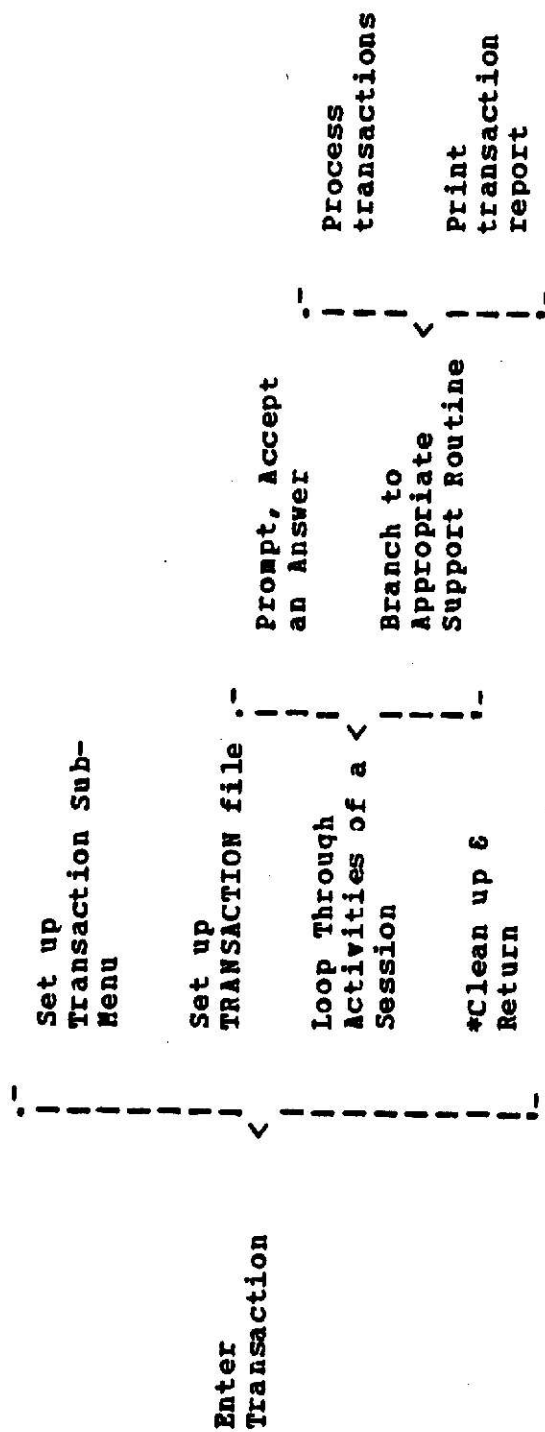 Enter
Transaction
Set up
Transaction Sub-
Menu
Set up
TRANSACTION file
Loop Through
Activities of a
Session
*Clean up &
Return
Prompt, Accept
an Answer
Branch to
Appropriate
Support Routine
Process
transactions
Print
transaction
report